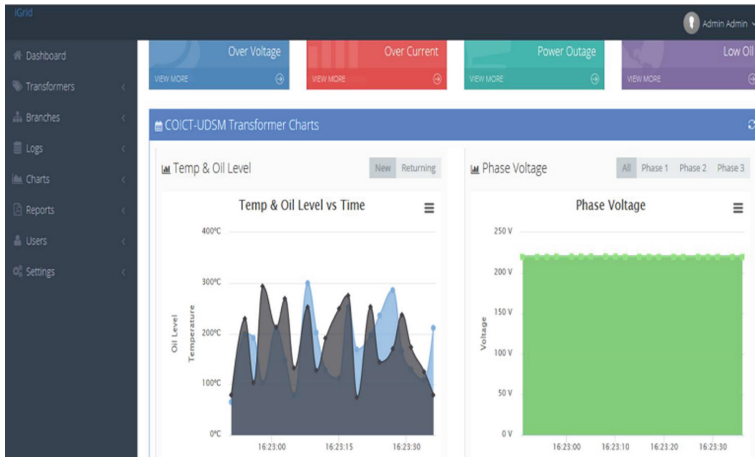 iGrid
Admin Admin
Dashboard
Transformers
Branches
Logs
Charts
Reports
Users
Settings
Over Voltage
VIEW MORE
Over Current
VIEW MORE
Power Outage
VIEW MORE
Low Oil
VIEW MORE
COICT-UDSM Transformer Charts
Temp & Oil Level
New Returning
Temp & Oil Level vs Time
400°C
300°C
200°C
100°C
0°C
Oil Level
Temperature
16:23:00 16:23:15 16:23:30
Phase Voltage
All Phase 1 Phase 2 Phase 3
Phase Voltage
250 V
200 V
150 V
100 V
50 V
0 V
Voltage
16:23:00 16:23:10 16:23:20 16:23:30